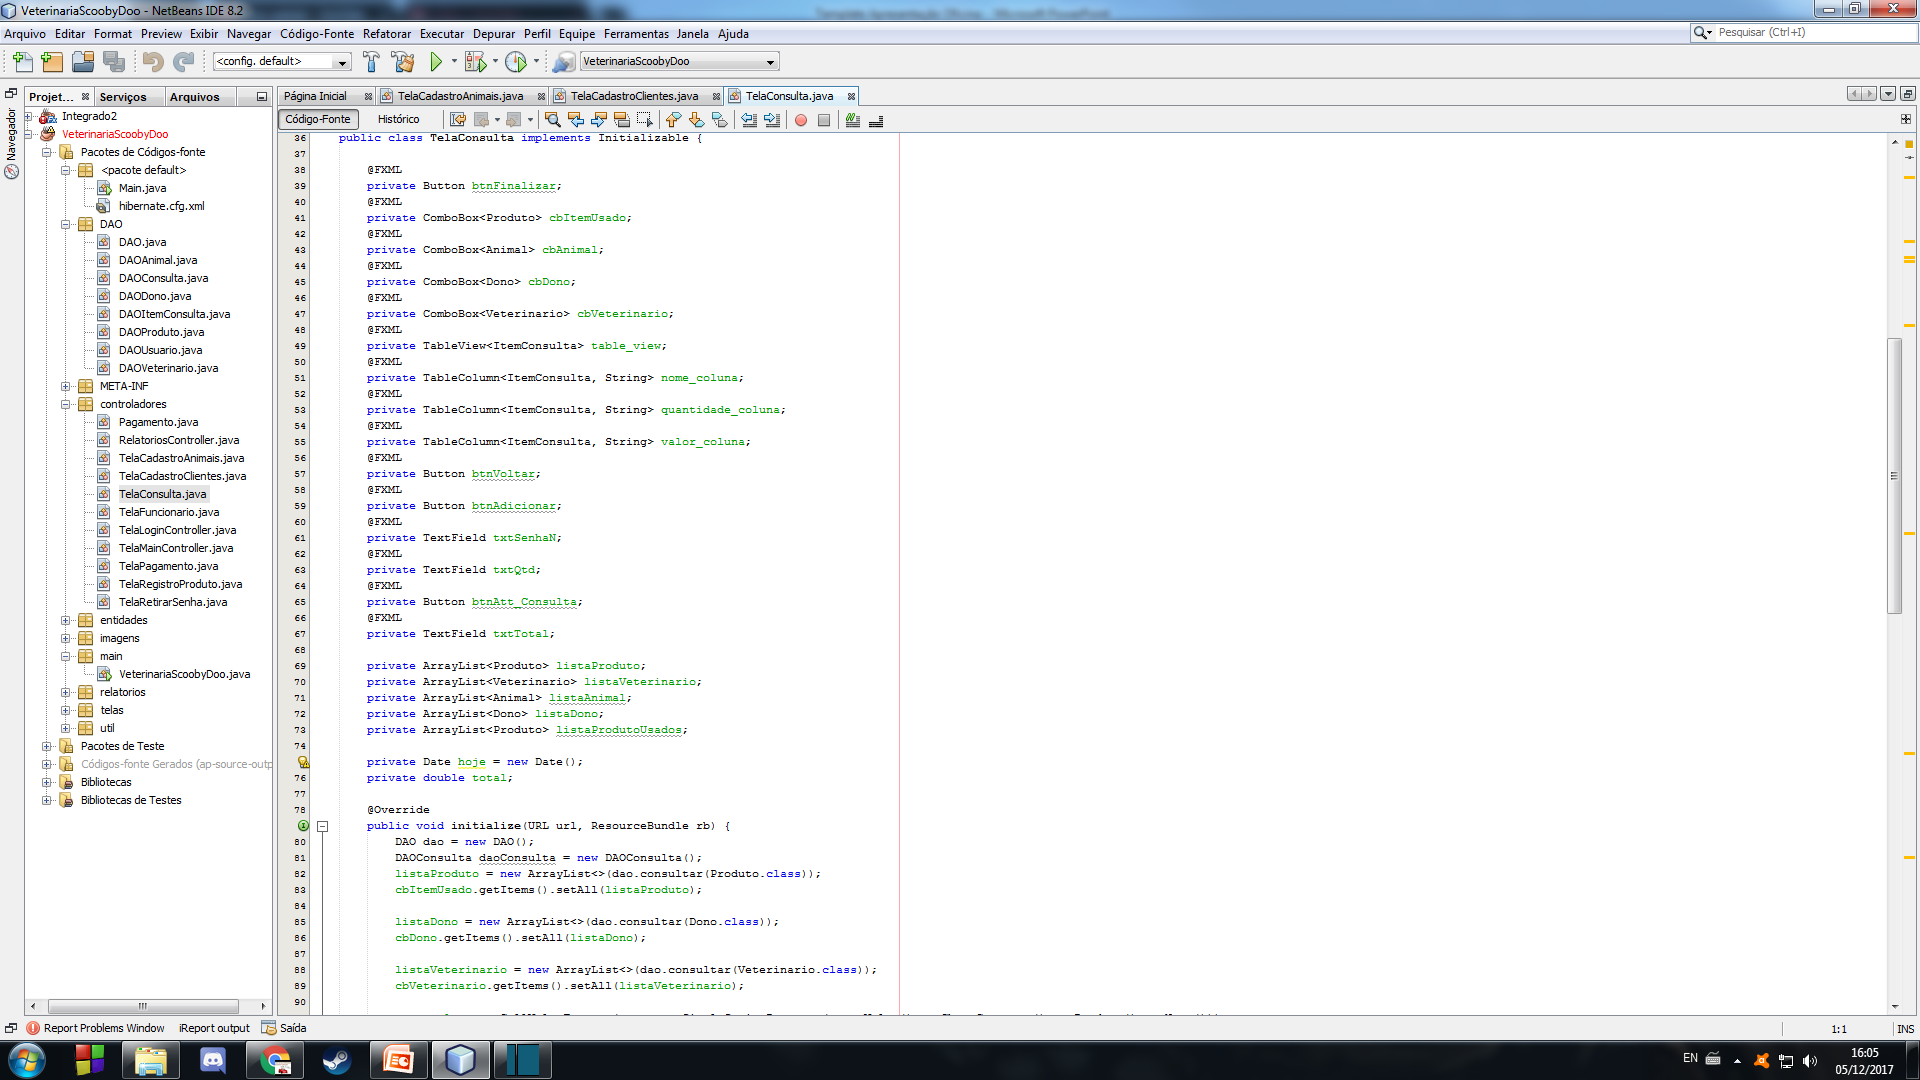 VeterinariaScoobyDoo - NetBeans IDE 8.2
Arquivo Editar Format Preview Exibir Navegar Código-Fonte Refatorar Executar Depurar Perfil Equipe Ferramentas Janela Ajuda
Pesquisar (Ctrl+I)
<config. default>
VeterinariaScoobyDoo
Projet... Serviços Arquivos
Página Inicial TelaCadastroAnimais.java TelaCadastroClientes.java TelaConsulta.java
Código-Fonte Histórico
Navegador
Integrado2
VeterinariaScoobyDoo
Pacotes de Códigos-fonte
<pacote default>
Main.java
hibernate.cfg.xml
DAO
DAO.java
DAOAnimal.java
DAOConsulta.java
DAODono.java
DAOItemConsulta.java
DAOProduto.java
DAOUsuario.java
DAOVeterinario.java
META-INF
controladores
Pagamento.java
RelatoriosController.java
TelaCadastroAnimais.java
TelaCadastroClientes.java
TelaConsulta.java
TelaFuncionario.java
TelaLoginController.java
TelaMainController.java
TelaPagamento.java
TelaRegistroProduto.java
TelaRetirarSenha.java
entidades
imagens
main
VeterinariaScoobyDoo.java
relatorios
telas
util
Pacotes de Teste
Códigos-fonte Gerados (ap-source-outp
Bibliotecas
Bibliotecas de Testes
36 public class TelaConsulta implements Initializable {
37
38 @FXML
39 private Button btnFinalizar;
40 @FXML
41 private ComboBox<Produto> cbItemUsado;
42 @FXML
43 private ComboBox<Animal> cbAnimal;
44 @FXML
45 private ComboBox<Dono> cbDono;
46 @FXML
47 private ComboBox<Veterinario> cbVeterinario;
48 @FXML
49 private TableView<ItemConsulta> table_view;
50 @FXML
51 private TableColumn<ItemConsulta, String> nome_coluna;
52 @FXML
53 private TableColumn<ItemConsulta, String> quantidade_coluna;
54 @FXML
55 private TableColumn<ItemConsulta, String> valor_coluna;
56 @FXML
57 private Button btnVoltar;
58 @FXML
59 private Button btnAdicionar;
60 @FXML
61 private TextField txtSenhaN;
62 @FXML
63 private TextField txtQtd;
64 @FXML
65 private Button btnAtt_Consulta;
66 @FXML
67 private TextField txtTotal;
68
69 private ArrayList<Produto> listaProduto;
70 private ArrayList<Veterinario> listaVeterinario;
71 private ArrayList<Animal> listaAnimal;
72 private ArrayList<Dono> listaDono;
73 private ArrayList<Produto> listaProdutoUsados;
74
private Date hoje = new Date();
76 private double total;
77
78 @Override
public void initialize(URL url, ResourceBundle rb) {
80 DAO dao = new DAO();
81 DAOConsulta daoConsulta = new DAOConsulta();
82 listaProduto = new ArrayList<>(dao.consultar(Produto.class));
83 cbItemUsado.getItems().setAll(listaProduto);
84
85 listaDono = new ArrayList<>(dao.consultar(Dono.class));
86 cbDono.getItems().setAll(listaDono);
87
88 listaVeterinario = new ArrayList<>(dao.consultar(Veterinario.class));
89 cbVeterinario.getItems().setAll(listaVeterinario);
90
Report Problems Window iReport output Saída
1:1 INS
EN
16:05
05/12/2017